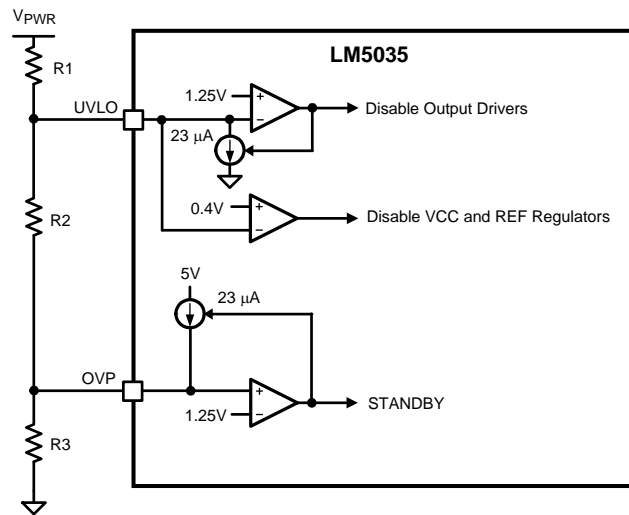 VPWR
LM5035
R1
1.25V
+
UVLO
Disable Output Drivers
−
23 μA
0.4V
+
Disable VCC and REF Regulators
−
R2
5V
23 μA
OVP
+
STANDBY
1.25V
−
R3